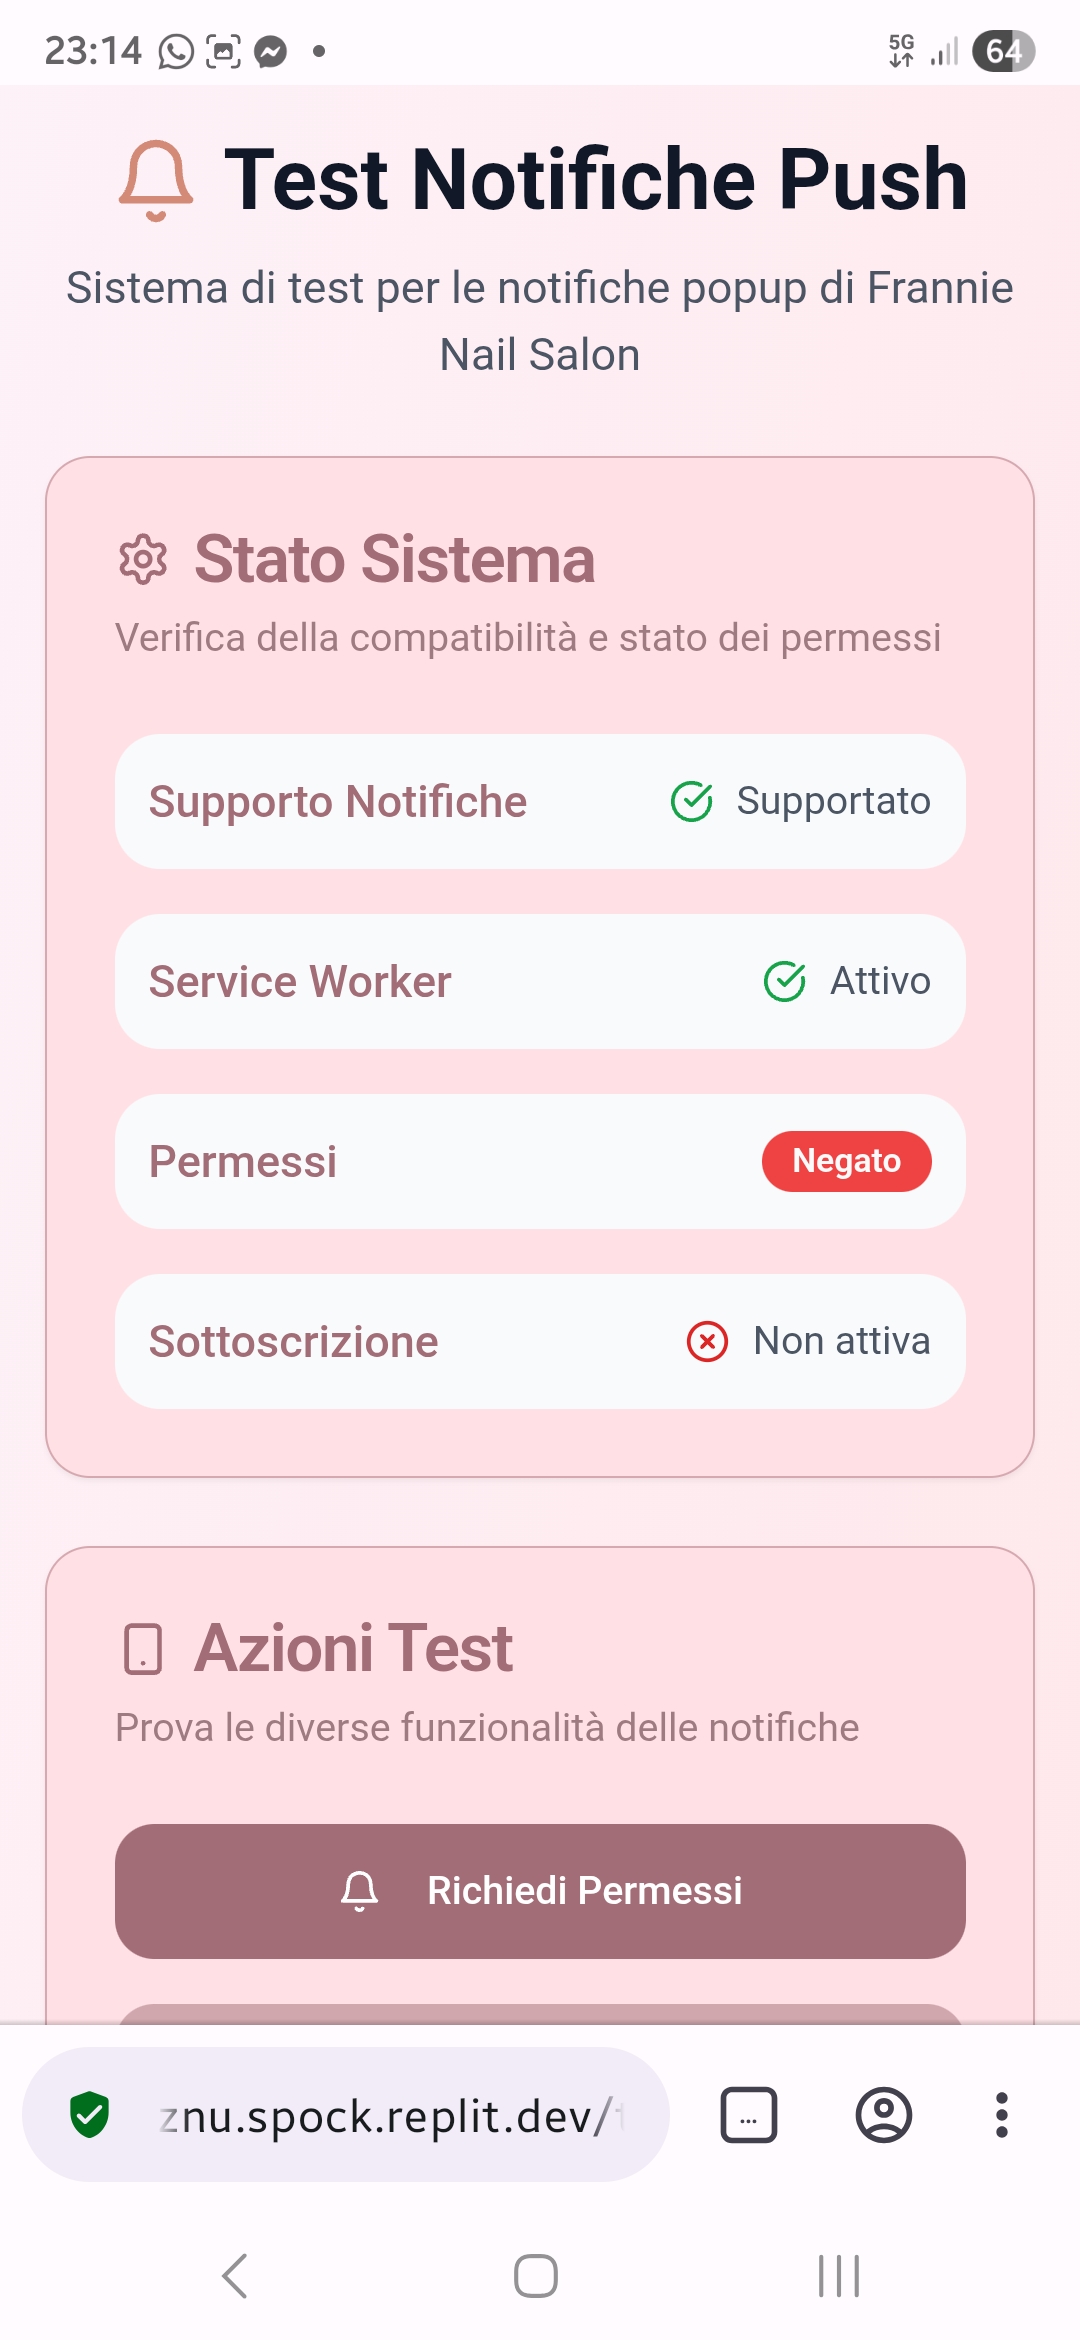 23:14
5G
64
Test Notifiche Push
Sistema di test per le notifiche popup di Frannie
Nail Salon
Stato Sistema
Verifica della compatibilità e stato dei permessi
Supporto Notifiche
Supportato
Service Worker
Attivo
Permessi
Negato
Sottoscrizione
Non attiva
Azioni Test
Prova le diverse funzionalità delle notifiche
Richiedi Permessi
znu.spock.replit.dev/t
...